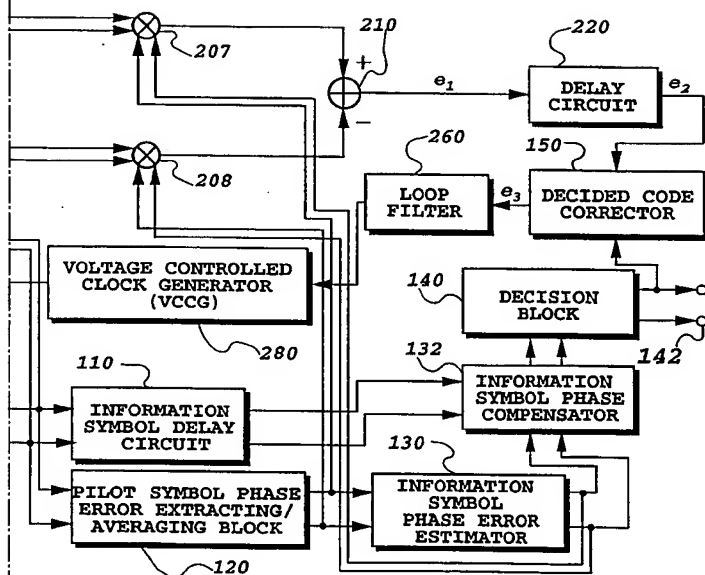 207
210
+
−
e1
220
DELAY
CIRCUIT
e2
208
260
LOOP
FILTER
e3
150
DECIDED CODE
CORRECTOR
VOLTAGE CONTROLLED
CLOCK GENERATOR
(VCCG)
280
140
DECISION
BLOCK
142
110
INFORMATION
SYMBOL DELAY
CIRCUIT
132
INFORMATION
SYMBOL PHASE
COMPENSATOR
PILOT SYMBOL PHASE
ERROR EXTRACTING/
AVERAGING BLOCK
120
130
INFORMATION
SYMBOL
PHASE ERROR
ESTIMATOR